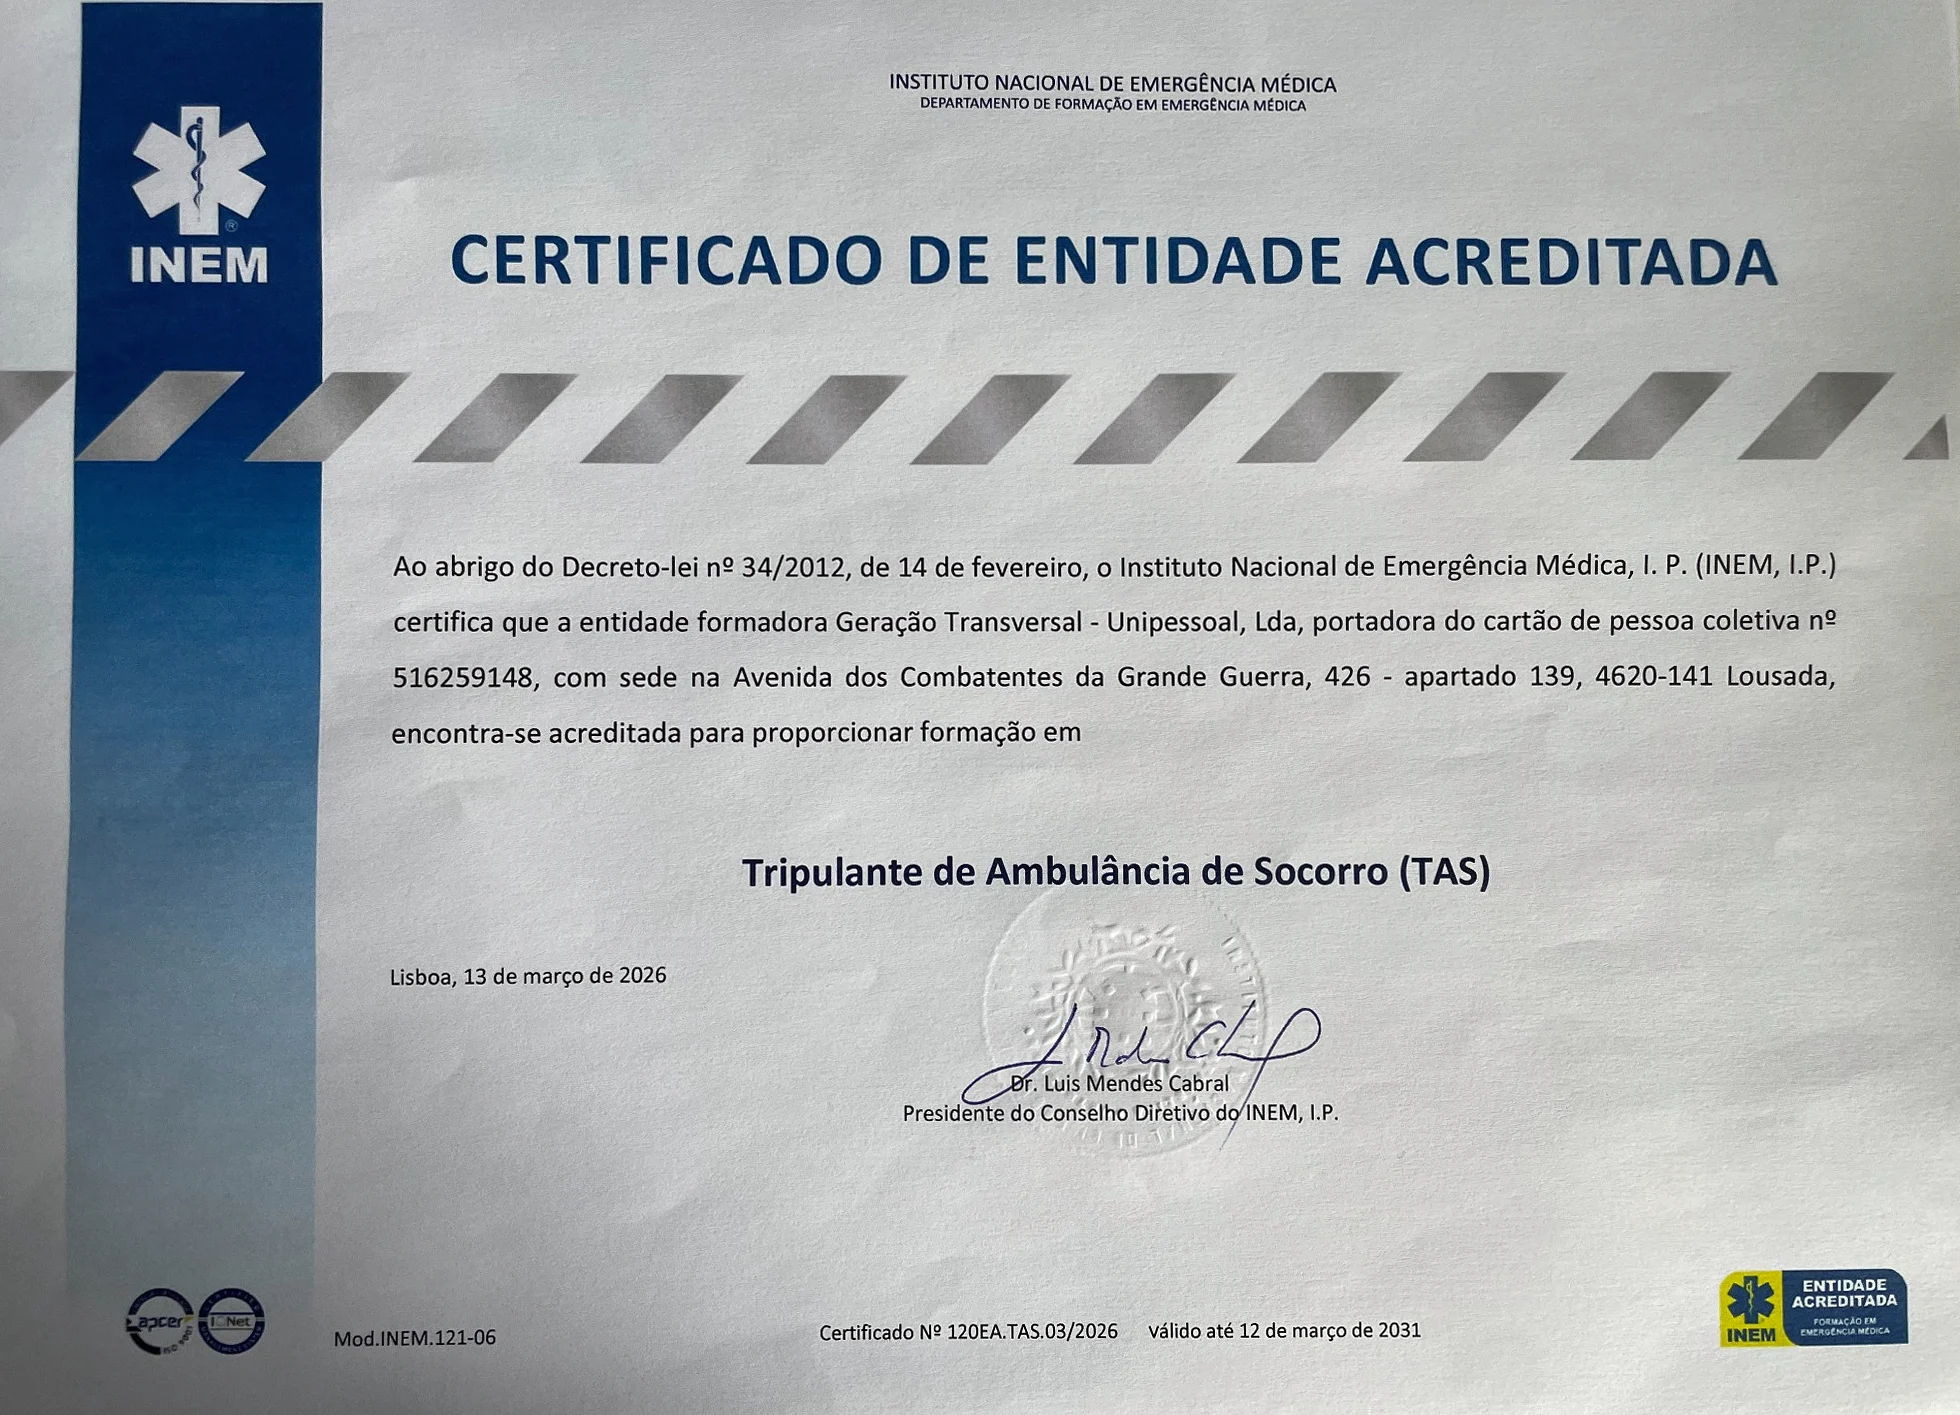 INSTITUTO NACIONAL DE EMERGÊNCIA MÉDICA
DEPARTAMENTO DE FORMAÇÃO EM EMERGÊNCIA MÉDICA
®
INEM
CERTIFICADO DE ENTIDADE ACREDITADA
Ao abrigo do Decreto-lei nº 34/2012, de 14 de fevereiro, o Instituto Nacional de Emergência Médica, I. P. (INEM, I.P.)
certifica que a entidade formadora Geração Transversal - Unipessoal, Lda, portadora do cartão de pessoa coletiva nº
516259148, com sede na Avenida dos Combatentes da Grande Guerra, 426 - apartado 139, 4620-141 Lousada,
encontra-se acreditada para proporcionar formação em
Tripulante de Ambulância de Socorro (TAS)
Lisboa, 13 de março de 2026
Dr. Luis Mendes Cabral
Presidente do Conselho Diretivo do INEM, I.P.
apcer
ISO 9001
IQNet
Mod.INEM.121-06
Certificado Nº 120EA.TAS.03/2026 Válido até 12 de março de 2031
INEM
ENTIDADE
ACREDITADA
FORMAÇÃO EM
EMERGÊNCIA MÉDICA